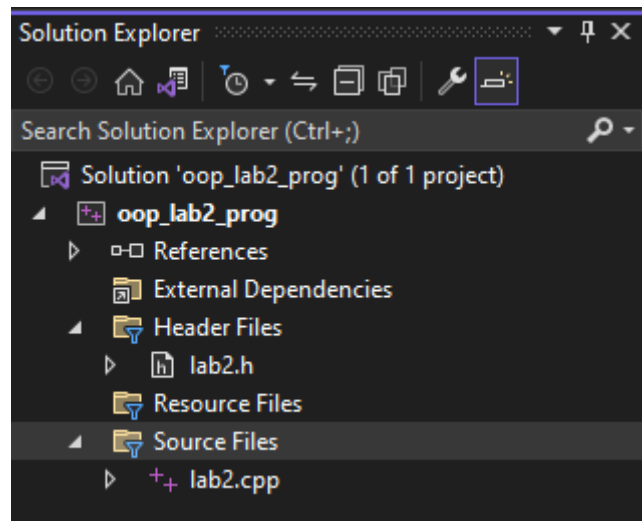 Solution Explorer
Search Solution Explorer (Ctrl+;)
Solution 'oop_lab2_prog' (1 of 1 project)
oop_lab2_prog
References
External Dependencies
Header Files
lab2.h
Resource Files
Source Files
lab2.cpp